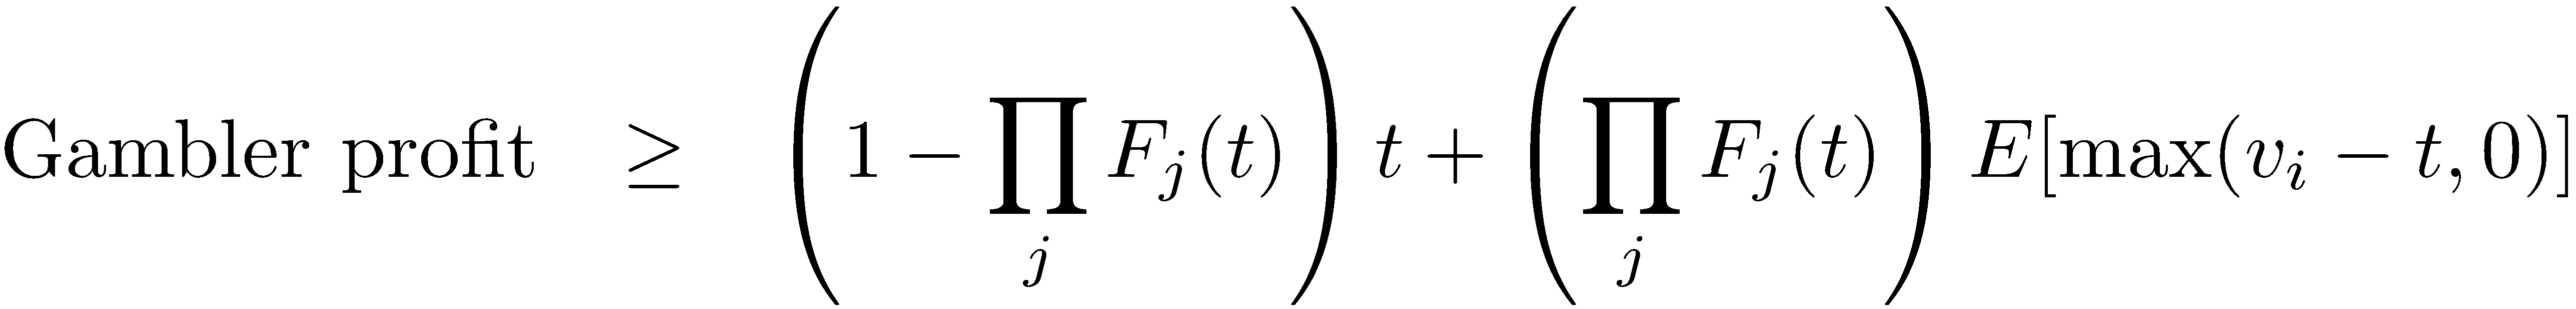 Gambler profit ≥ (1 − ∏_j F_j(t)) t + (∏_j F_j(t)) E[max(v_i − t, 0)]